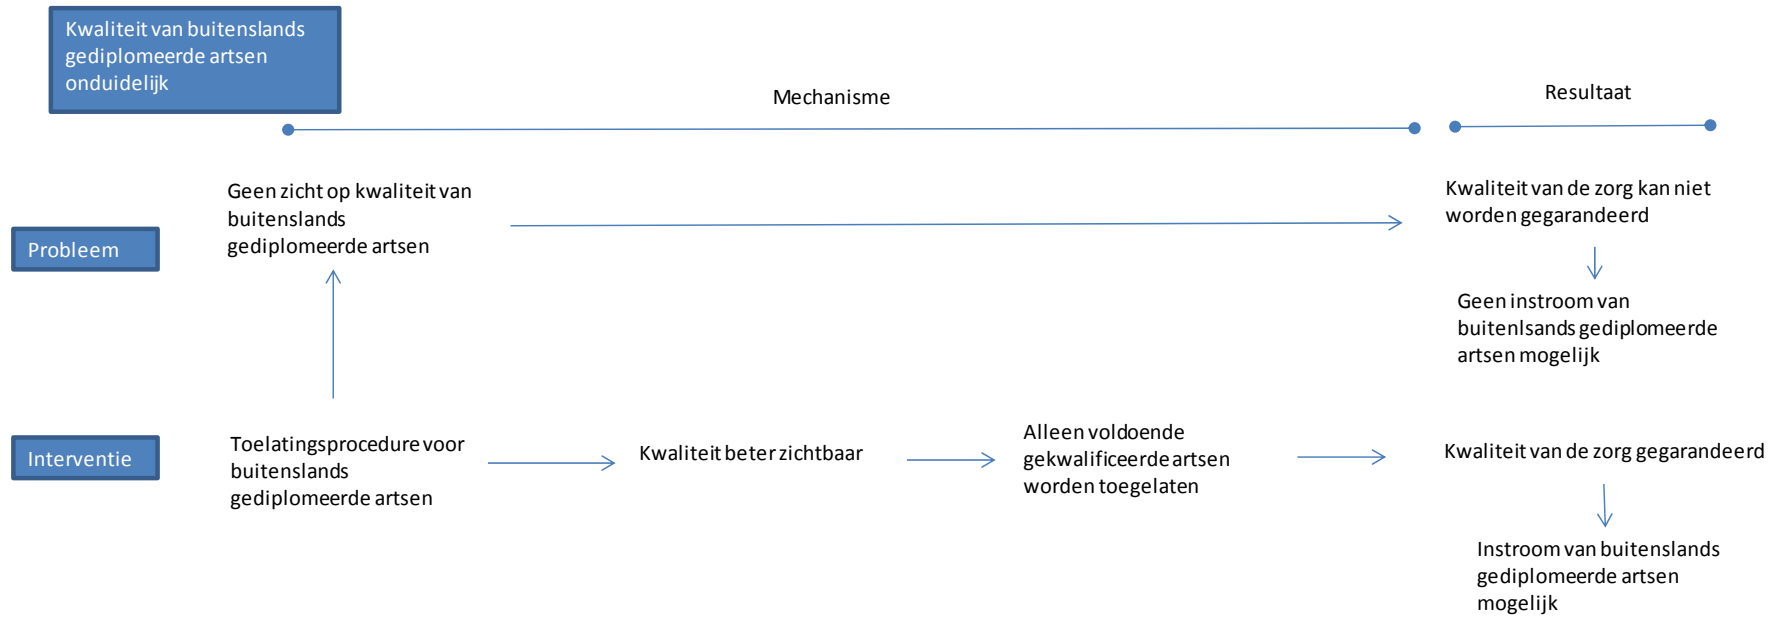 Kwaliteit van buitenslands
gediplomeerde artsen
onduidelijk
Mechanisme
Resultaat
Probleem
Geen zicht op kwaliteit van
buitenslands
gediplomeerde artsen
Kwaliteit van de zorg kan niet
worden gegarandeerd
Geen instroom van
buitenlsands gediplomeerde
artsen mogelijk
Interventie
Toelatingsprocedure voor
buitenslands
gediplomeerde artsen
Kwaliteit beter zichtbaar
Alleen voldoende
gekwalificeerde artsen
worden toegelaten
Kwaliteit van de zorg gegarandeerd
Instroom van buitenslands
gediplomeerde artsen
mogelijk